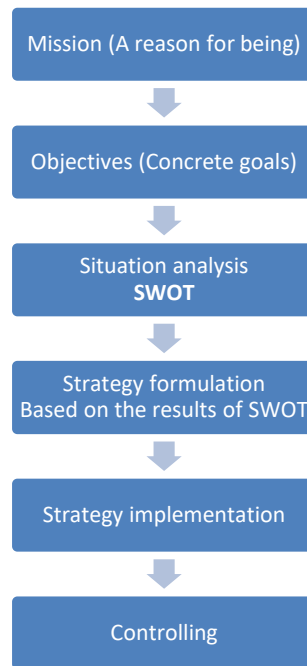 Mission (A reason for being)
Objectives (Concrete goals)
Situation analysis
SWOT
Strategy formulation
Based on the results of SWOT
Strategy implementation
Controlling